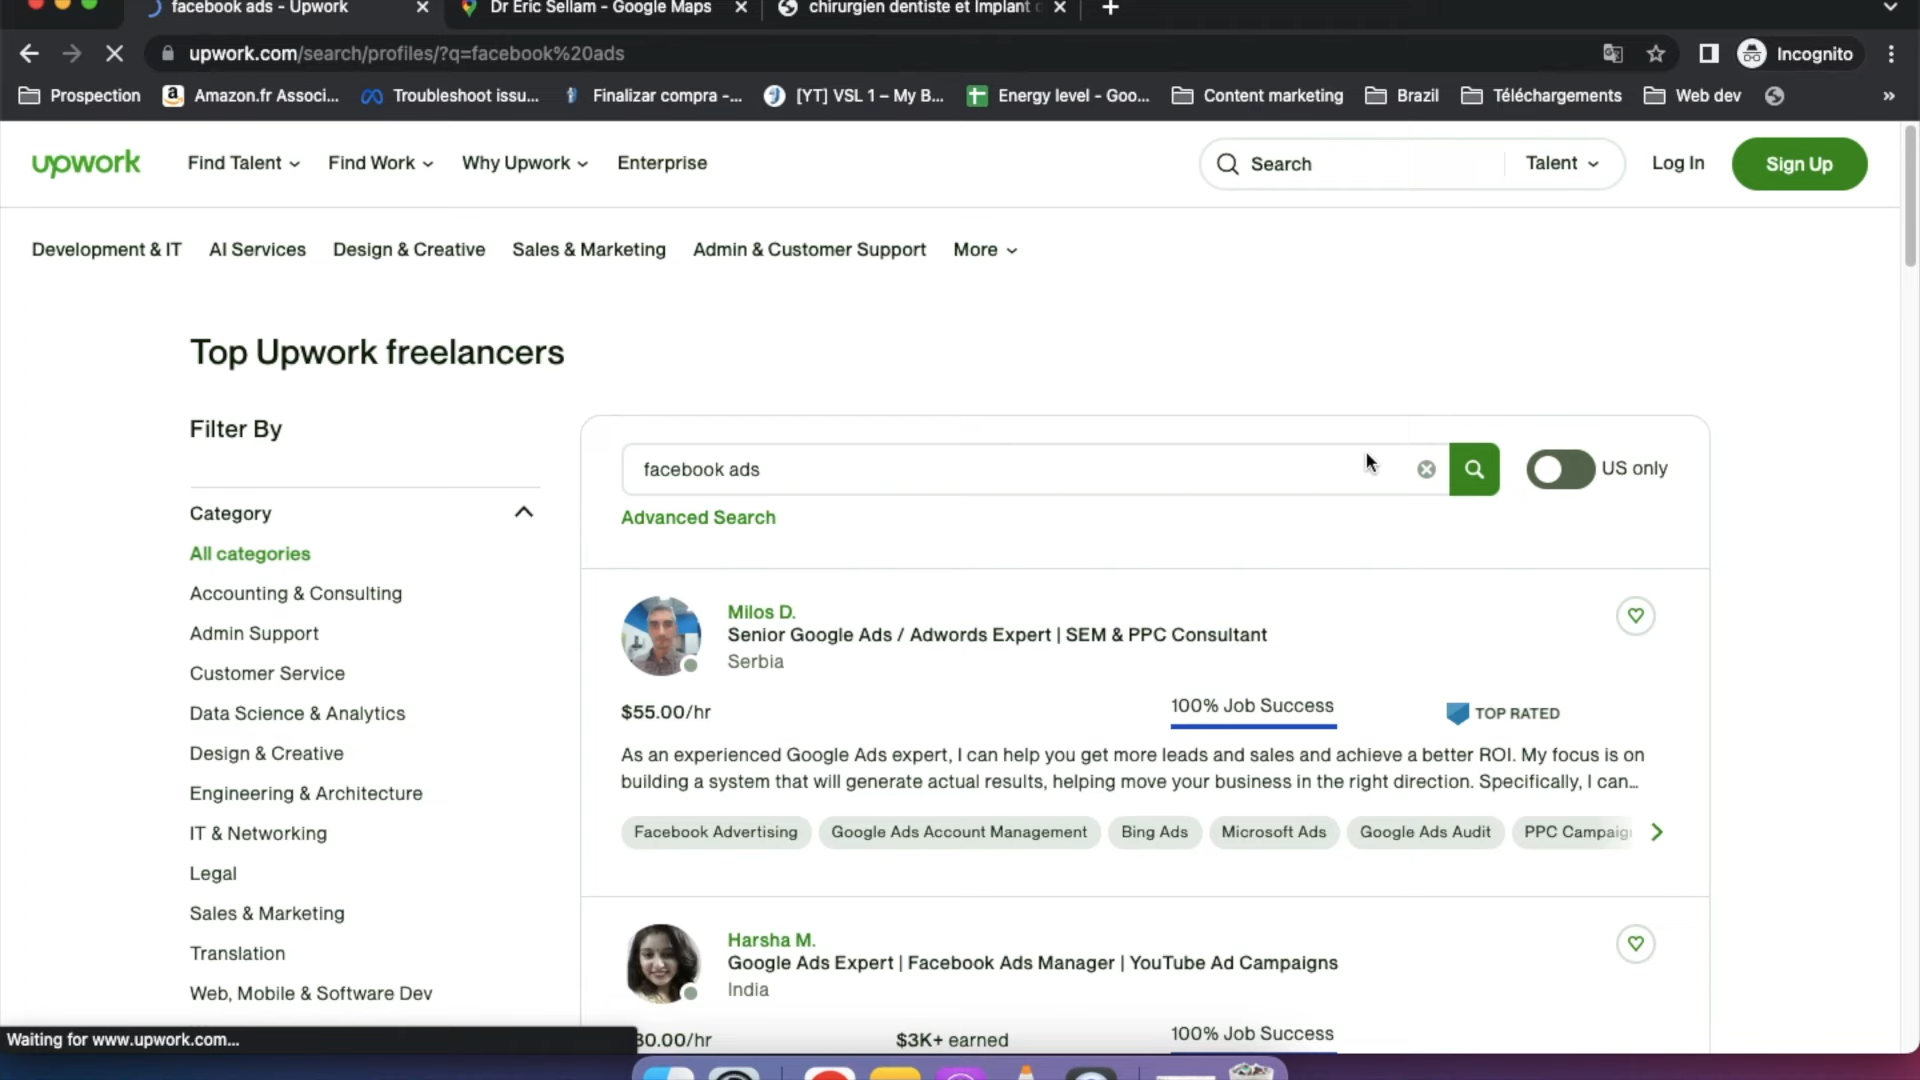 facebook ads - Upwork
Dr Eric Sellam - Google Maps
chirurgien dentiste et Implant
upwork.com/search/profiles/?q=facebook%20ads
Incognito
Prospection
Amazon.fr Associ...
Troubleshoot issu...
Finalizar compra -...
[YT] VSL 1 – My B...
Energy level - Goo...
Content marketing
Brazil
Téléchargements
Web dev
upwork
Find Talent
Find Work
Why Upwork
Enterprise
Search
Talent
Log In
Sign Up
Development & IT
AI Services
Design & Creative
Sales & Marketing
Admin & Customer Support
More
Top Upwork freelancers
Filter By
Category
All categories
Accounting & Consulting
Admin Support
Customer Service
Data Science & Analytics
Design & Creative
Engineering & Architecture
IT & Networking
Legal
Sales & Marketing
Translation
Web, Mobile & Software Dev
facebook ads
US only
Advanced Search
Milos D.
Senior Google Ads / Adwords Expert | SEM & PPC Consultant
Serbia
$55.00/hr
100% Job Success
TOP RATED
As an experienced Google Ads expert, I can help you get more leads and sales and achieve a better ROI. My focus is on
building a system that will generate actual results, helping move your business in the right direction. Specifically, I can...
Facebook Advertising
Google Ads Account Management
Bing Ads
Microsoft Ads
Google Ads Audit
PPC Campaig
Harsha M.
Google Ads Expert | Facebook Ads Manager | YouTube Ad Campaigns
India
0.00/hr
$3K+ earned
100% Job Success
Waiting for www.upwork.com...